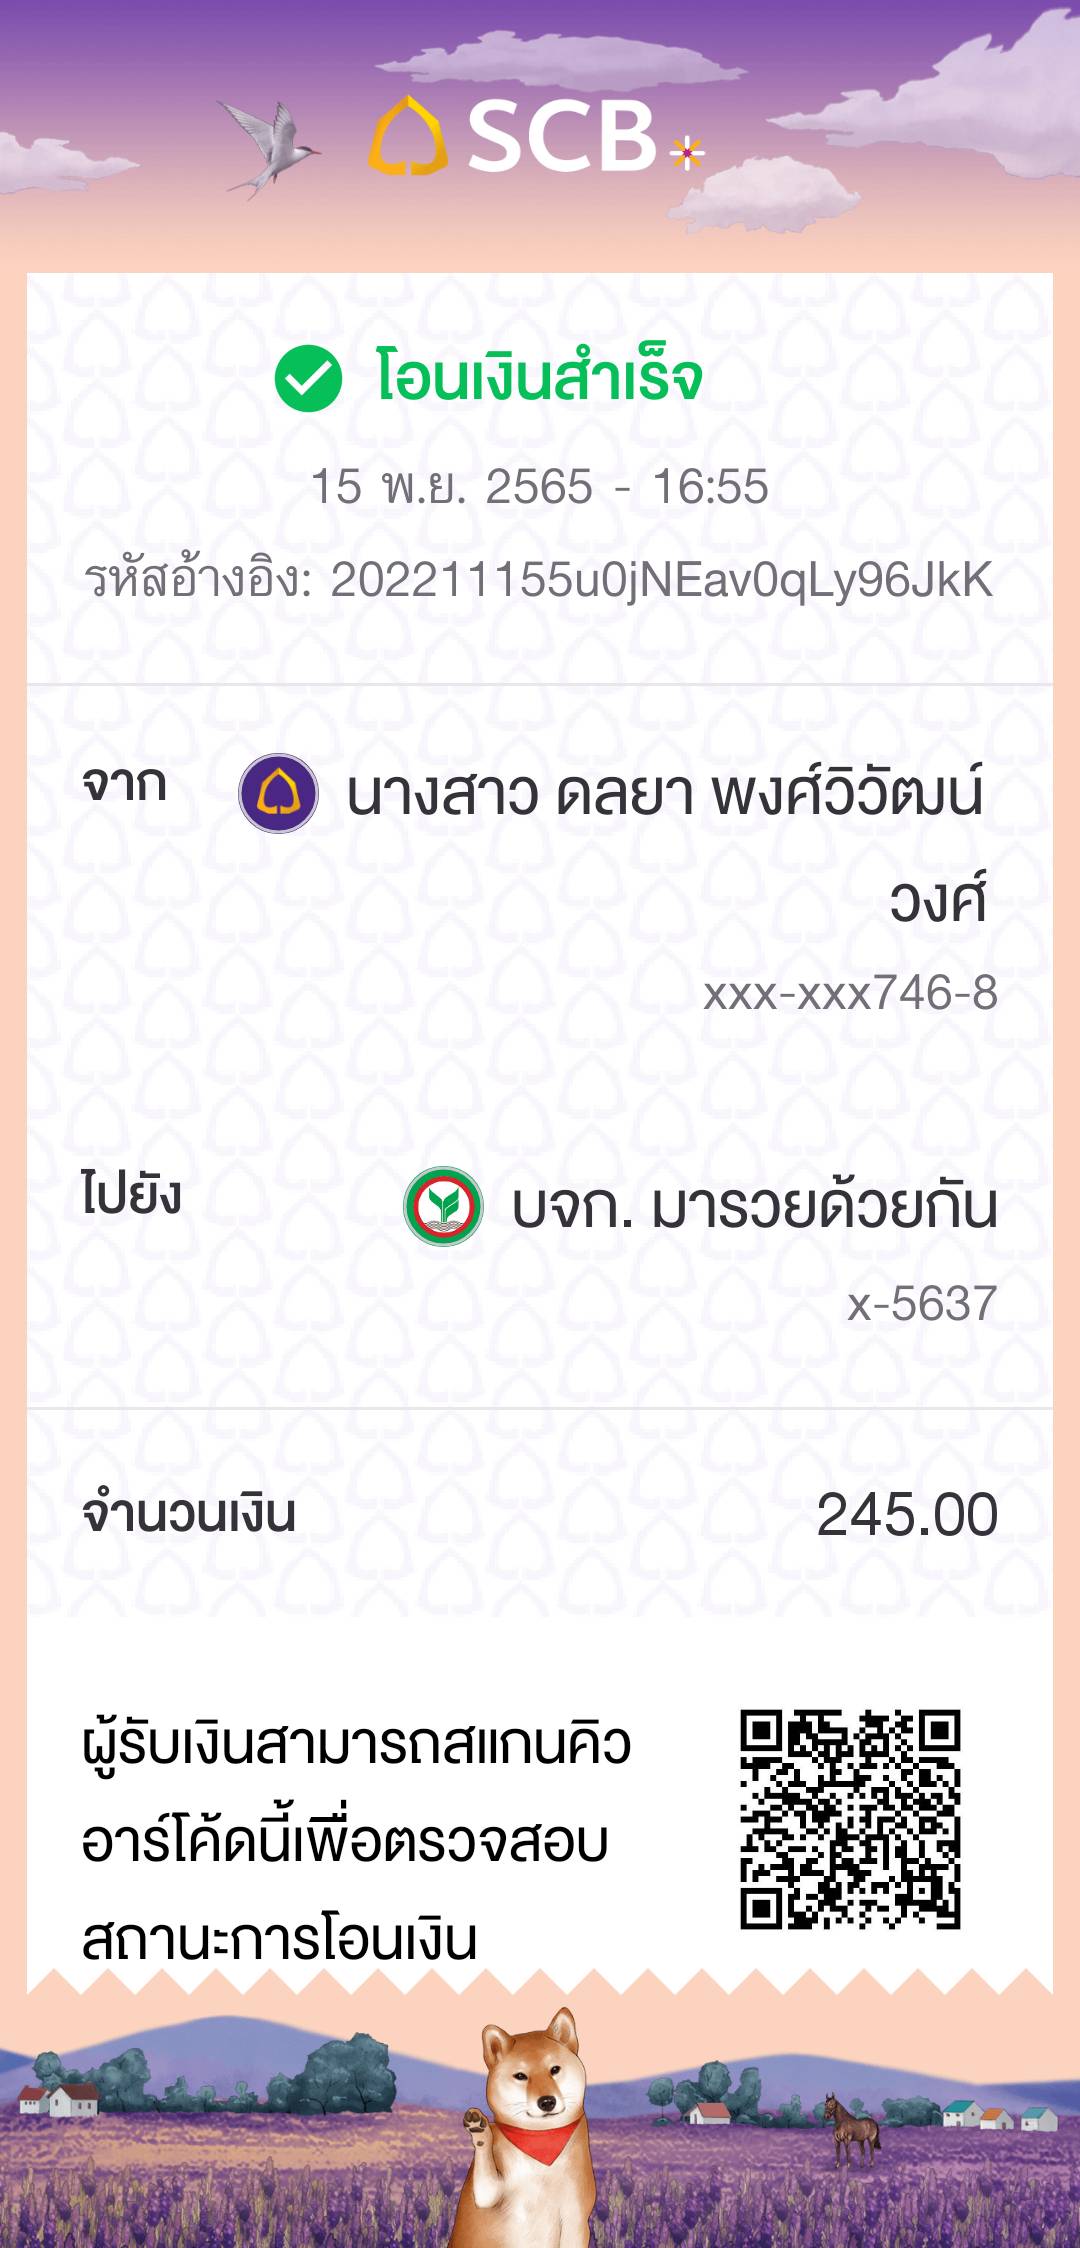 SCB
โอนเงินสำเร็จ
15 พ.ย. 2565 - 16:55
รหัสอ้างอิง: 202211155u0jNEav0qLy96JkK
จาก นางสาว ดลยา พงศ์วิวัฒน์
วงศ์
xxx-xxx746-8
ไปยัง บจก. มารวยด้วยกัน
x-5637
จำนวนเงิน 245.00
ผู้รับเงินสามารถสแกนคิว
อาร์โค้ดนี้เพื่อตรวจสอบ
สถานะการโอนเงิน